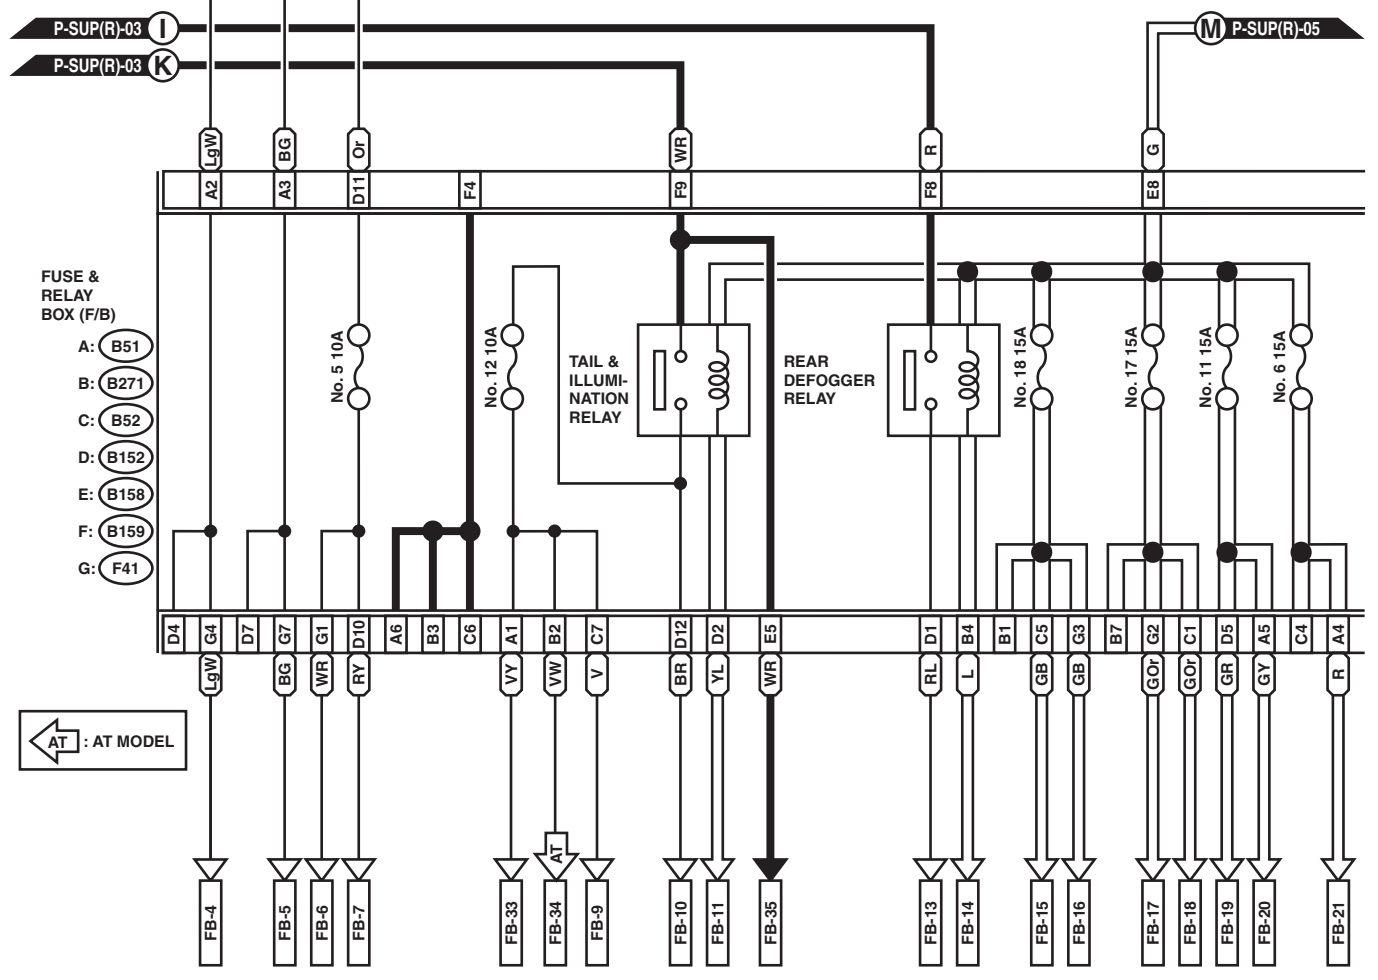 P-SUP(R)-03 I
P-SUP(R)-03 K
M P-SUP(R)-05
LgW BG Or WR R G
A2 A3 D11 F4 F9 F8 E8
FUSE &
RELAY
BOX (F/B)
A: B51
B: B271
C: B52
D: B152
E: B158
F: B159
G: F41
No. 5 10A
No. 12 10A
TAIL &
ILLUMI-
NATION
RELAY
REAR
DEFOGGER
RELAY
No. 18 15A
No. 17 15A
No. 11 15A
No. 6 15A
D4 G4 D7 G7 G1 D10 A6 B3 C6 A1 B2 C7 D12 D2 E5 D1 B4 B1 C5 G3 B7 G2 C1 D5 A5 C4 A4
LgW BG WR RY VY VW V BR YL WR RL L GB GB GOr GOr GR GY R
AT : AT MODEL
AT
FB-4 FB-5 FB-6 FB-7 FB-33 FB-34 FB-9 FB-10 FB-11 FB-35 FB-13 FB-14 FB-15 FB-16 FB-17 FB-18 FB-19 FB-20 FB-21